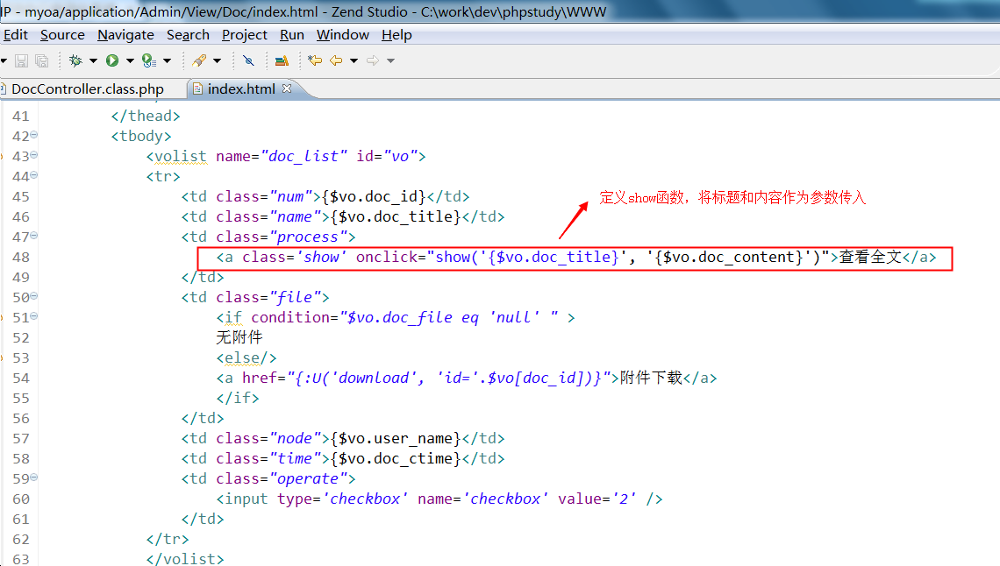 IP - myoa/application/Admin/View/Doc/index.html - Zend Studio - C:\work\dev\phpstudy\WWW
Edit Source Navigate Search Project Run Window Help
DocController.class.php index.html
41 </thead>
42 <tbody>
43 <volist name="doc_list" id="vo">
44 <tr>
45 <td class="num">{$vo.doc_id}</td>
定义show函数，将标题和内容作为参数传入
46 <td class="name">{$vo.doc_title}</td>
47 <td class="process">
48 <a class='show' onclick="show('{$vo.doc_title}', '{$vo.doc_content}')">查看全文</a>
49 </td>
50 <td class="file">
51 <if condition="$vo.doc_file eq 'null' " >
52 无附件
53 <else/>
54 <a href="{:U('download', 'id='.$vo[doc_id])}">附件下载</a>
55 </if>
56 </td>
57 <td class="node">{$vo.user_name}</td>
58 <td class="time">{$vo.doc_ctime}</td>
59 <td class="operate">
60 <input type='checkbox' name='checkbox' value='2' />
61 </td>
62 </tr>
63 </volist>